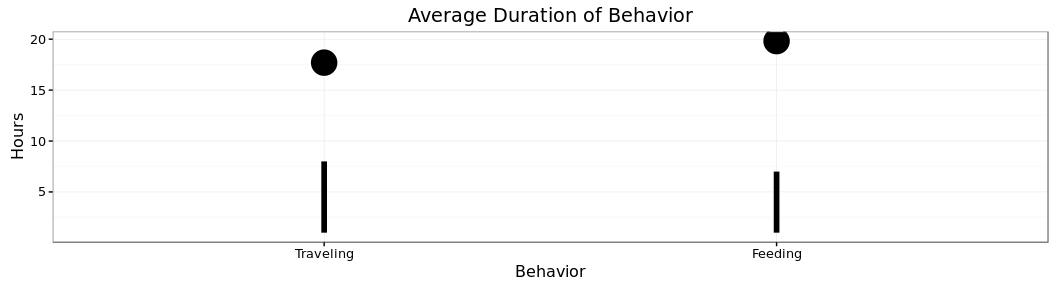 Average Duration of Behavior
Hours
20
15
10
5
Traveling
Feeding
Behavior